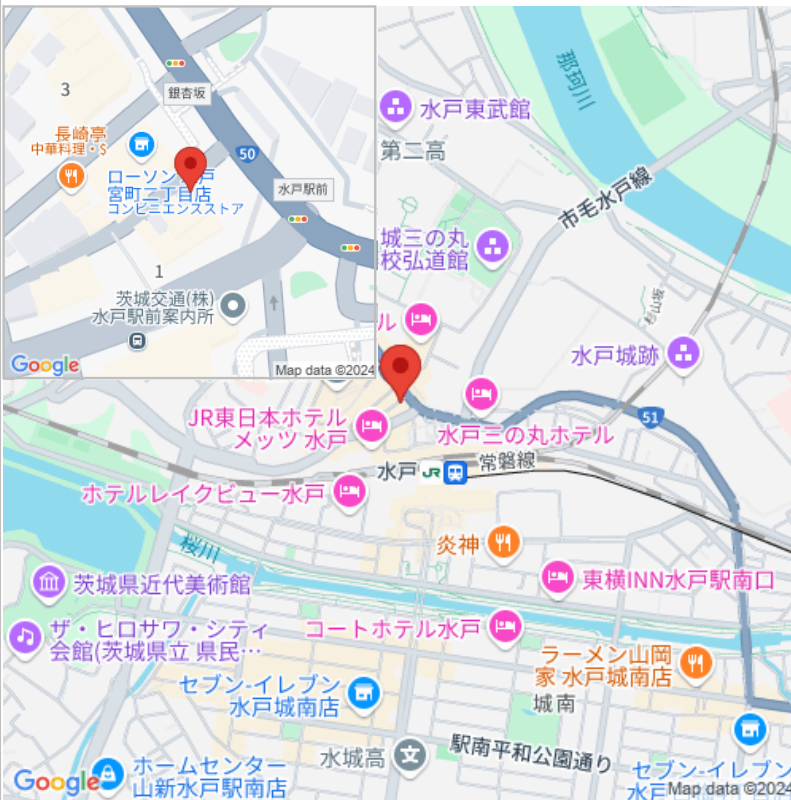 3
銀杏坂
長崎亭
中華料理・$
50
ローソン
戸
宮町二丁目店
コンビニエンスストア
水戸駅前
1
茨城交通(株)
水戸駅前案内所
Google
Map data ©2024
那珂川
水戸東武館
第二高
市毛水戸線
城三の丸
校弘道館
杉山坂
ル
水戸城跡
JR東日本ホテル
メッツ 水戸
水戸三の丸ホテル
51
水戸
JR
常磐線
ホテルレイクビュー水戸
桜川
炎神
茨城県近代美術館
東横INN水戸駅南口
ザ・ヒロサワ・シティ
会館(茨城県立 県民…
コートホテル水戸
ラーメン山岡
家 水戸城南店
セブン-イレブン
水戸城南店
城南
水城高
文
駅南平和公園通り
ホームセンター
山新水戸駅南店
セブン-イレブン
水戸
Google
Map data ©2024